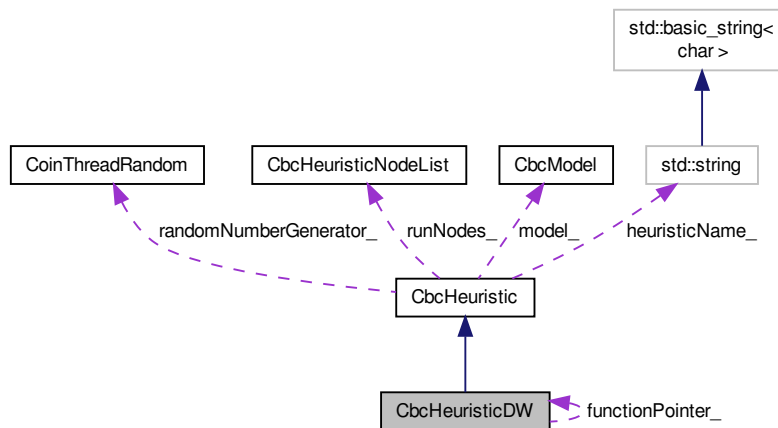 std::basic_string<
char >
CoinThreadRandom
CbcHeuristicNodeList
CbcModel
std::string
randomNumberGenerator_
runNodes_
model_
heuristicName_
CbcHeuristic
CbcHeuristicDW
functionPointer_